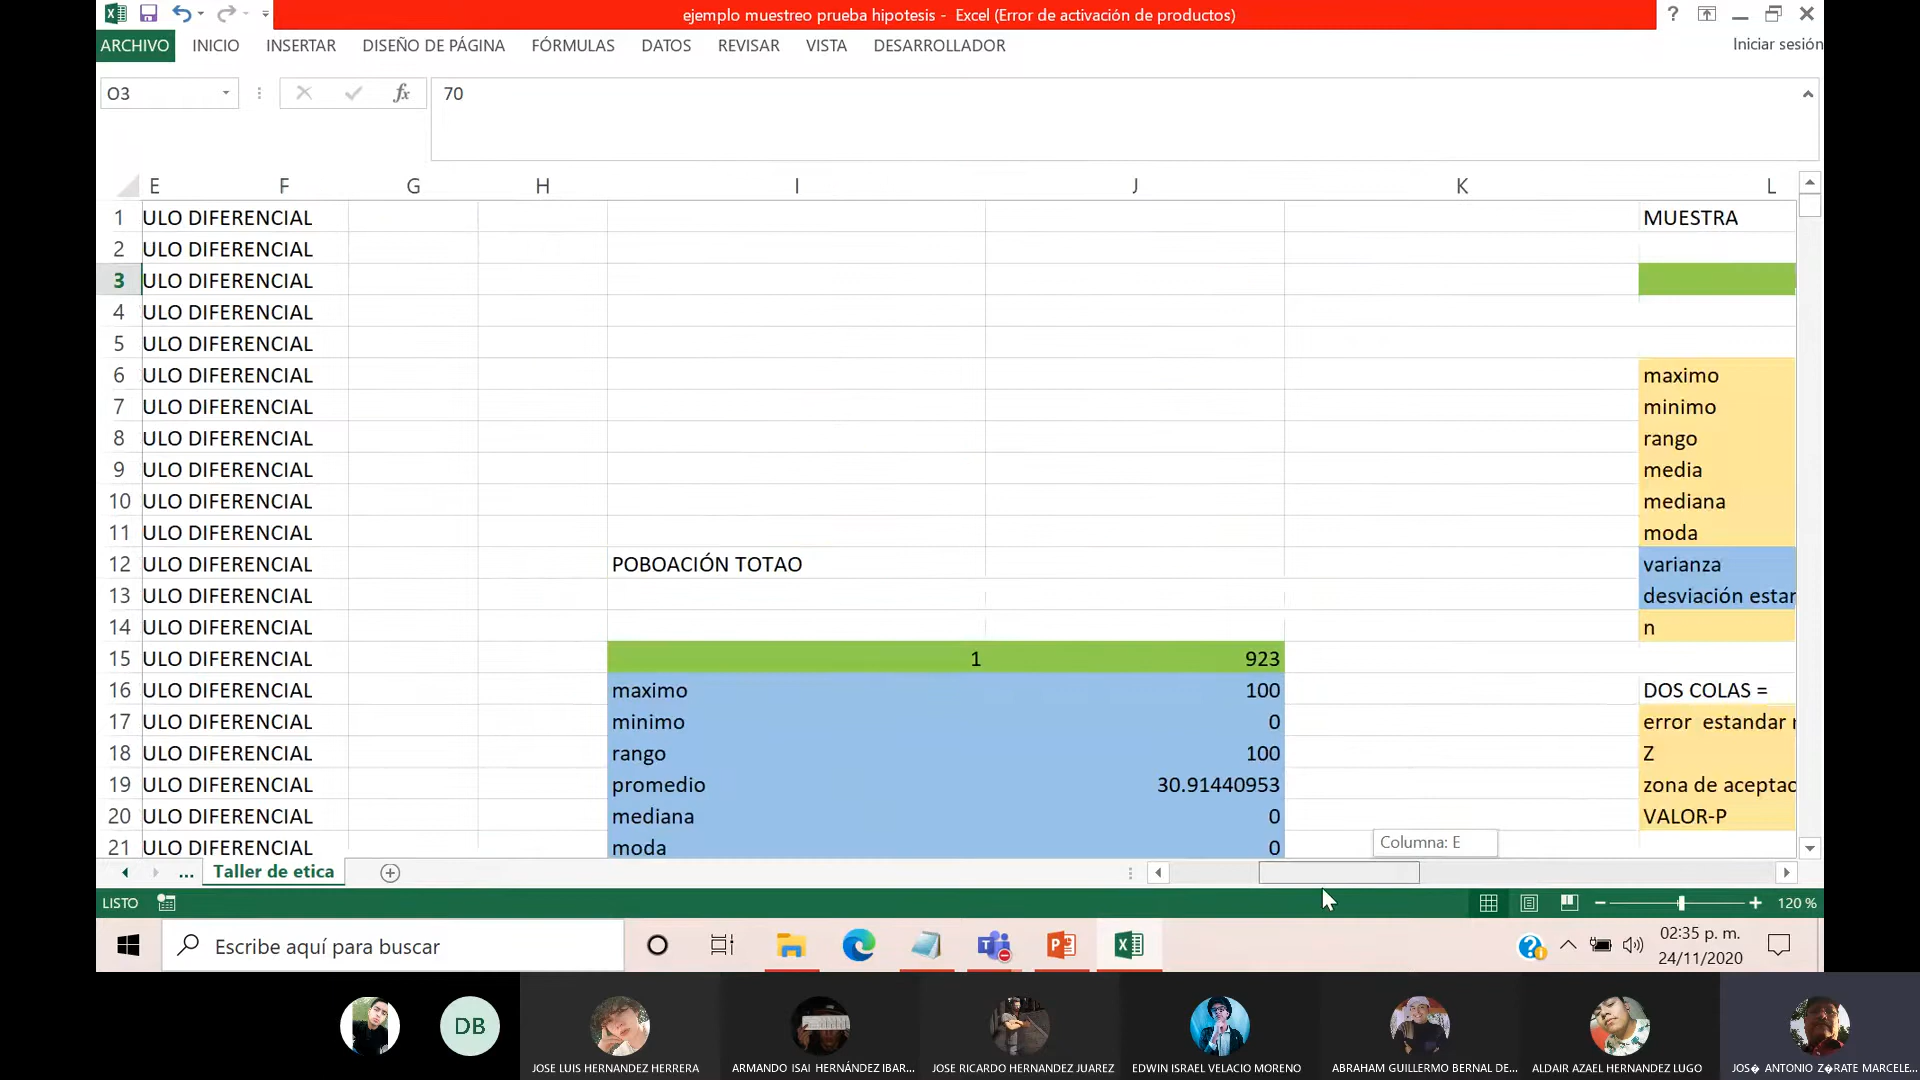 ejemplo muestreo prueba hipotesis - Excel (Error de activación de productos)
?
ARCHIVO INICIO INSERTAR DISEÑO DE PÁGINA FÓRMULAS DATOS REVISAR VISTA DESARROLLADOR
Iniciar sesión
O3 fx 70
E F G H I J K L
1 ULO DIFERENCIAL MUESTRA
2 ULO DIFERENCIAL
3 ULO DIFERENCIAL
4 ULO DIFERENCIAL
5 ULO DIFERENCIAL
6 ULO DIFERENCIAL maximo
7 ULO DIFERENCIAL minimo
8 ULO DIFERENCIAL rango
9 ULO DIFERENCIAL media
10 ULO DIFERENCIAL mediana
11 ULO DIFERENCIAL moda
12 ULO DIFERENCIAL POBOACIÓN TOTAO varianza
13 ULO DIFERENCIAL desviación estar
14 ULO DIFERENCIAL n
15 ULO DIFERENCIAL 1 923
16 ULO DIFERENCIAL maximo 100 DOS COLAS =
17 ULO DIFERENCIAL minimo 0 error estandar r
18 ULO DIFERENCIAL rango 100 Z
19 ULO DIFERENCIAL promedio 30.91440953 zona de aceptac
20 ULO DIFERENCIAL mediana 0 VALOR-P
21 ULO DIFERENCIAL moda 0
Columna: E
... Taller de etica
LISTO 120 %
Escribe aquí para buscar
02:35 p. m.
24/11/2020
DB
JOSE LUIS HERNANDEZ HERRERA
ARMANDO ISAI HERNÁNDEZ IBAR...
JOSE RICARDO HERNANDEZ JUAREZ
EDWIN ISRAEL VELACIO MORENO
ABRAHAM GUILLERMO BERNAL DE...
ALDAIR AZAEL HERNANDEZ LUGO
JOS� ANTONIO Z�RATE MARCELE...